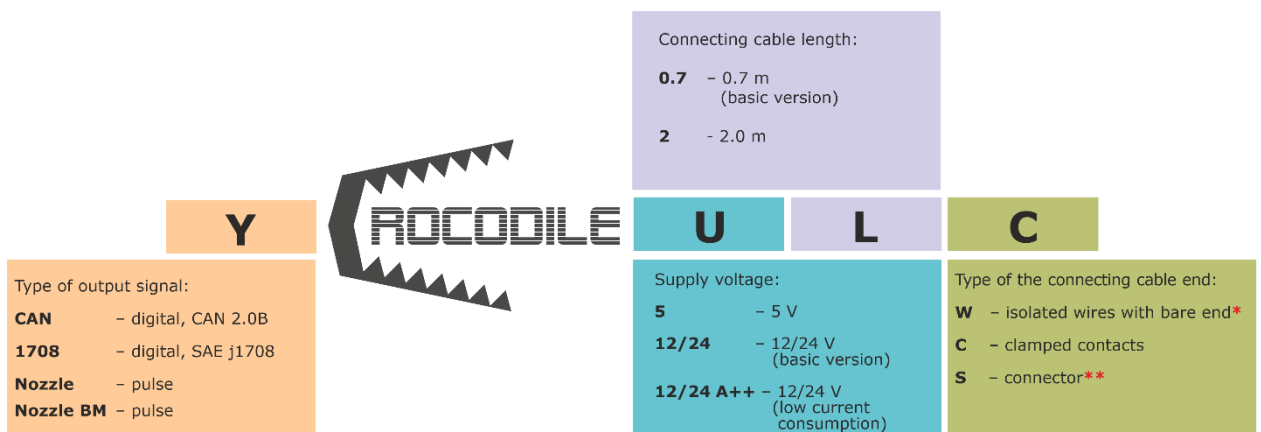 Connecting cable length:
0.7 – 0.7 m
(basic version)
2 - 2.0 m
Y ROCODILE U L C
Type of output signal:
CAN – digital, CAN 2.0B
1708 – digital, SAE j1708
Nozzle – pulse
Nozzle BM – pulse
Supply voltage:
5 – 5 V
12/24 – 12/24 V
(basic version)
12/24 A++ – 12/24 V
(low current
consumption)
Type of the connecting cable end:
W – isolated wires with bare end*
C – clamped contacts
S – connector**